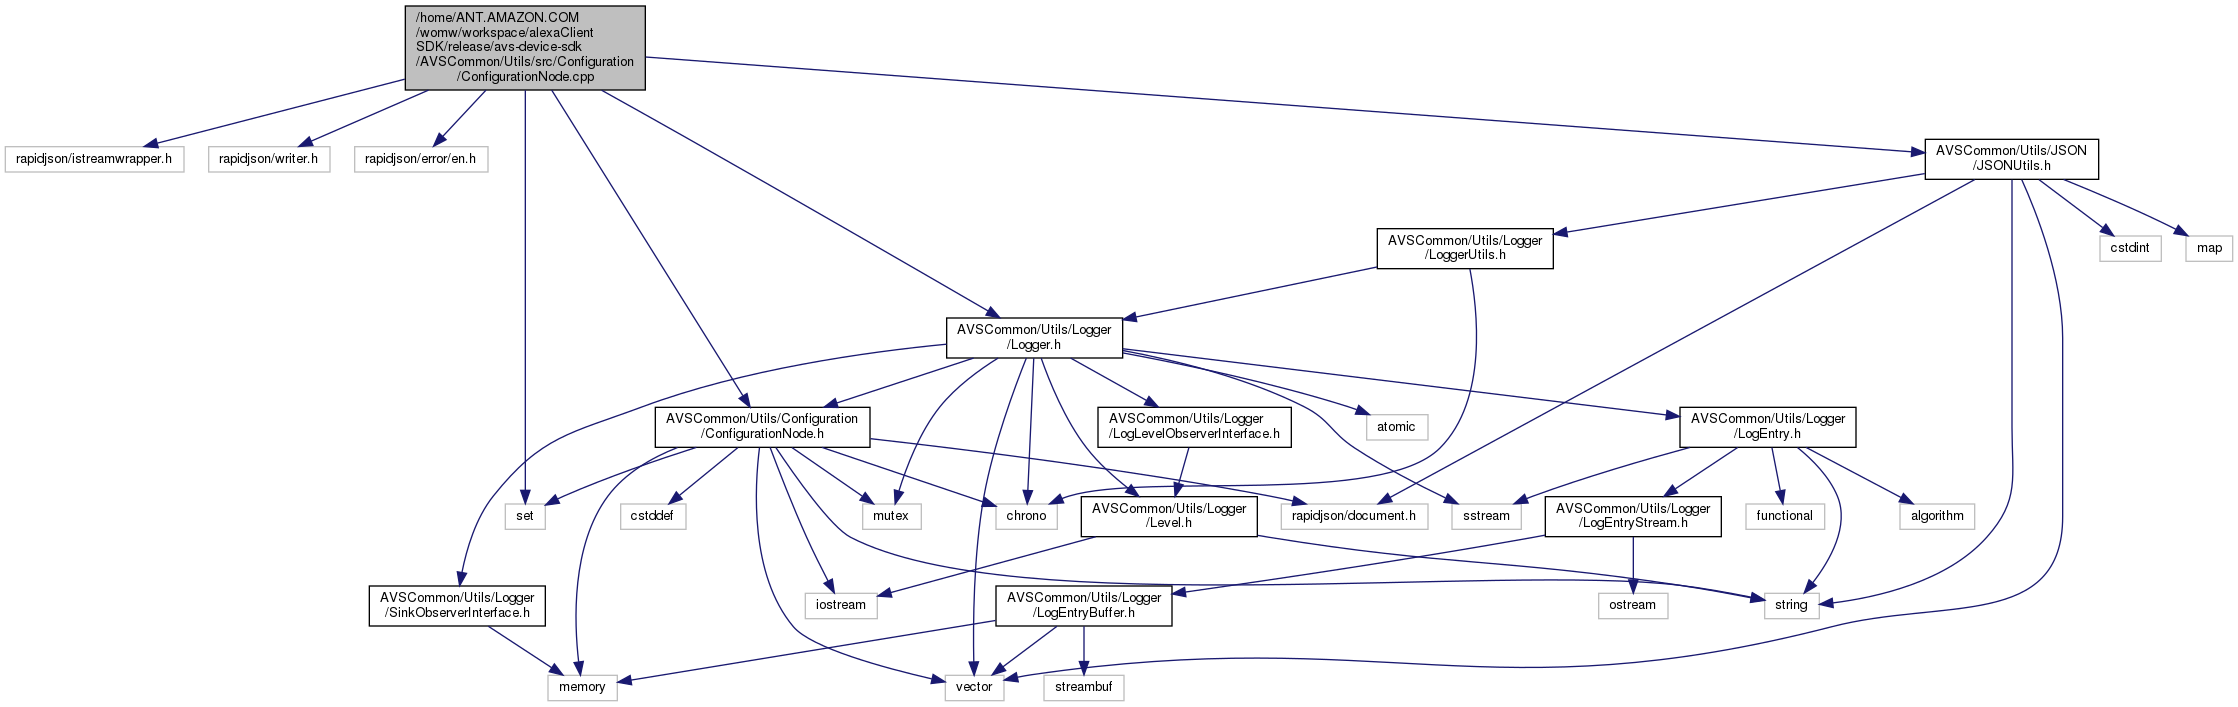 /home/ANT.AMAZON.COM
/womw/workspace/alexaClient
SDK/release/avs-device-sdk
/AVSCommon/Utils/src/Configuration
/ConfigurationNode.cpp
rapidjson/istreamwrapper.h
rapidjson/writer.h
rapidjson/error/en.h
AVSCommon/Utils/JSON
/JSONUtils.h
AVSCommon/Utils/Logger
/LoggerUtils.h
cstdint
map
AVSCommon/Utils/Logger
/Logger.h
AVSCommon/Utils/Configuration
/ConfigurationNode.h
AVSCommon/Utils/Logger
/LogLevelObserverInterface.h
atomic
AVSCommon/Utils/Logger
/LogEntry.h
set
cstddef
mutex
chrono
AVSCommon/Utils/Logger
/Level.h
rapidjson/document.h
sstream
AVSCommon/Utils/Logger
/LogEntryStream.h
functional
algorithm
AVSCommon/Utils/Logger
/SinkObserverInterface.h
iostream
AVSCommon/Utils/Logger
/LogEntryBuffer.h
ostream
string
memory
vector
streambuf